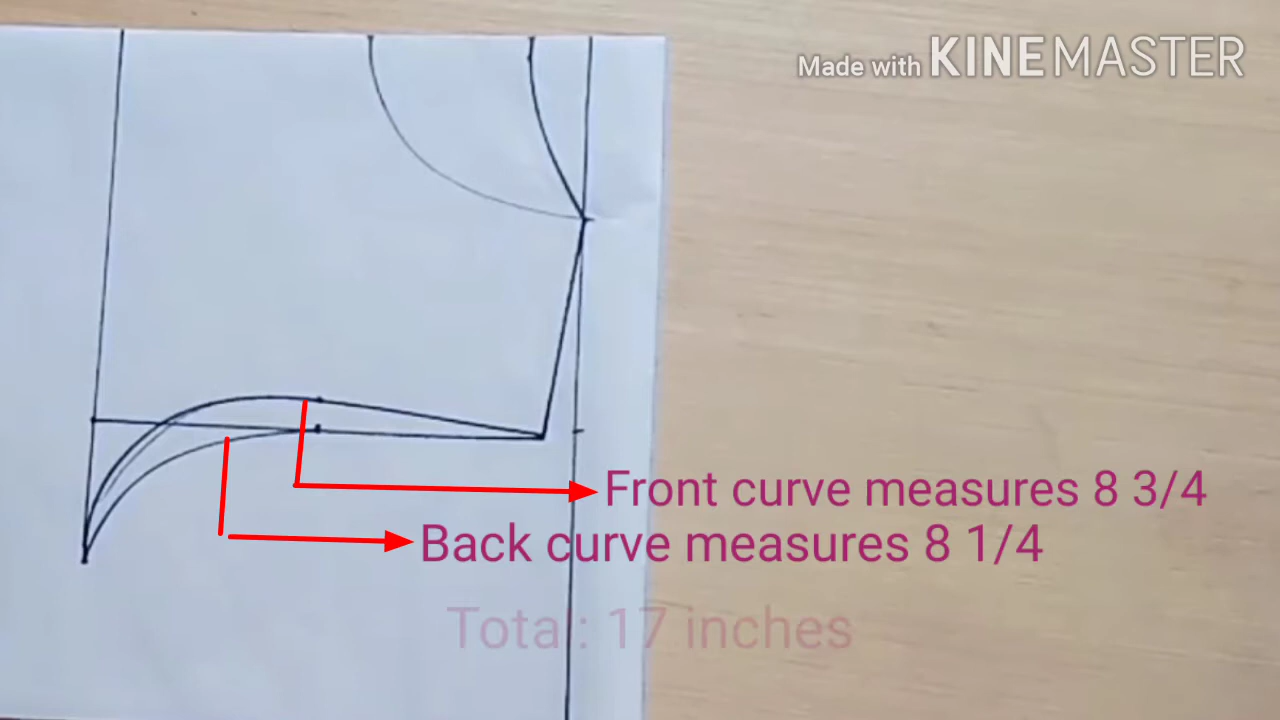 Made with KINEMASTER
Front curve measures 8 3/4
Back curve measures 8 1/4
Total: 17 inches